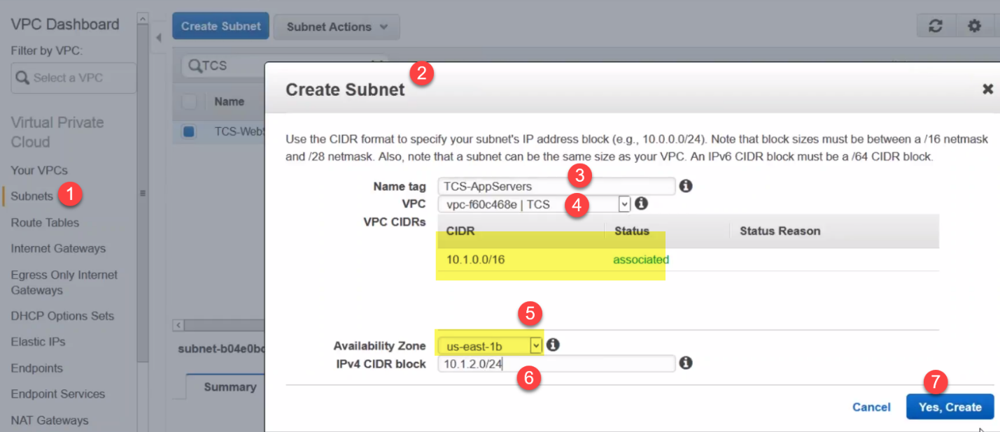 VPC Dashboard
Filter by VPC:
Select a VPC
Virtual Private
Cloud
Your VPCs
Subnets
1
Route Tables
Internet Gateways
Egress Only Internet
Gateways
DHCP Options Sets
Elastic IPs
Endpoints
Endpoint Services
NAT Gateways
Create Subnet
Subnet Actions
TCS
Name
TCS-WebS
subnet-b04e0bc
Summary
2
Create Subnet
Use the CIDR format to specify your subnet's IP address block (e.g., 10.0.0.0/24). Note that block sizes must be between a /16 netmask
and /28 netmask. Also, note that a subnet can be the same size as your VPC. An IPv6 CIDR block must be a /64 CIDR block.
3
Name tag TCS-AppServers
VPC vpc-f60c468e | TCS 4
VPC CIDRs
CIDR Status Status Reason
10.1.0.0/16 associated
5
Availability Zone us-east-1b
IPv4 CIDR block 10.1.2.0/24
6
7
Cancel Yes, Create